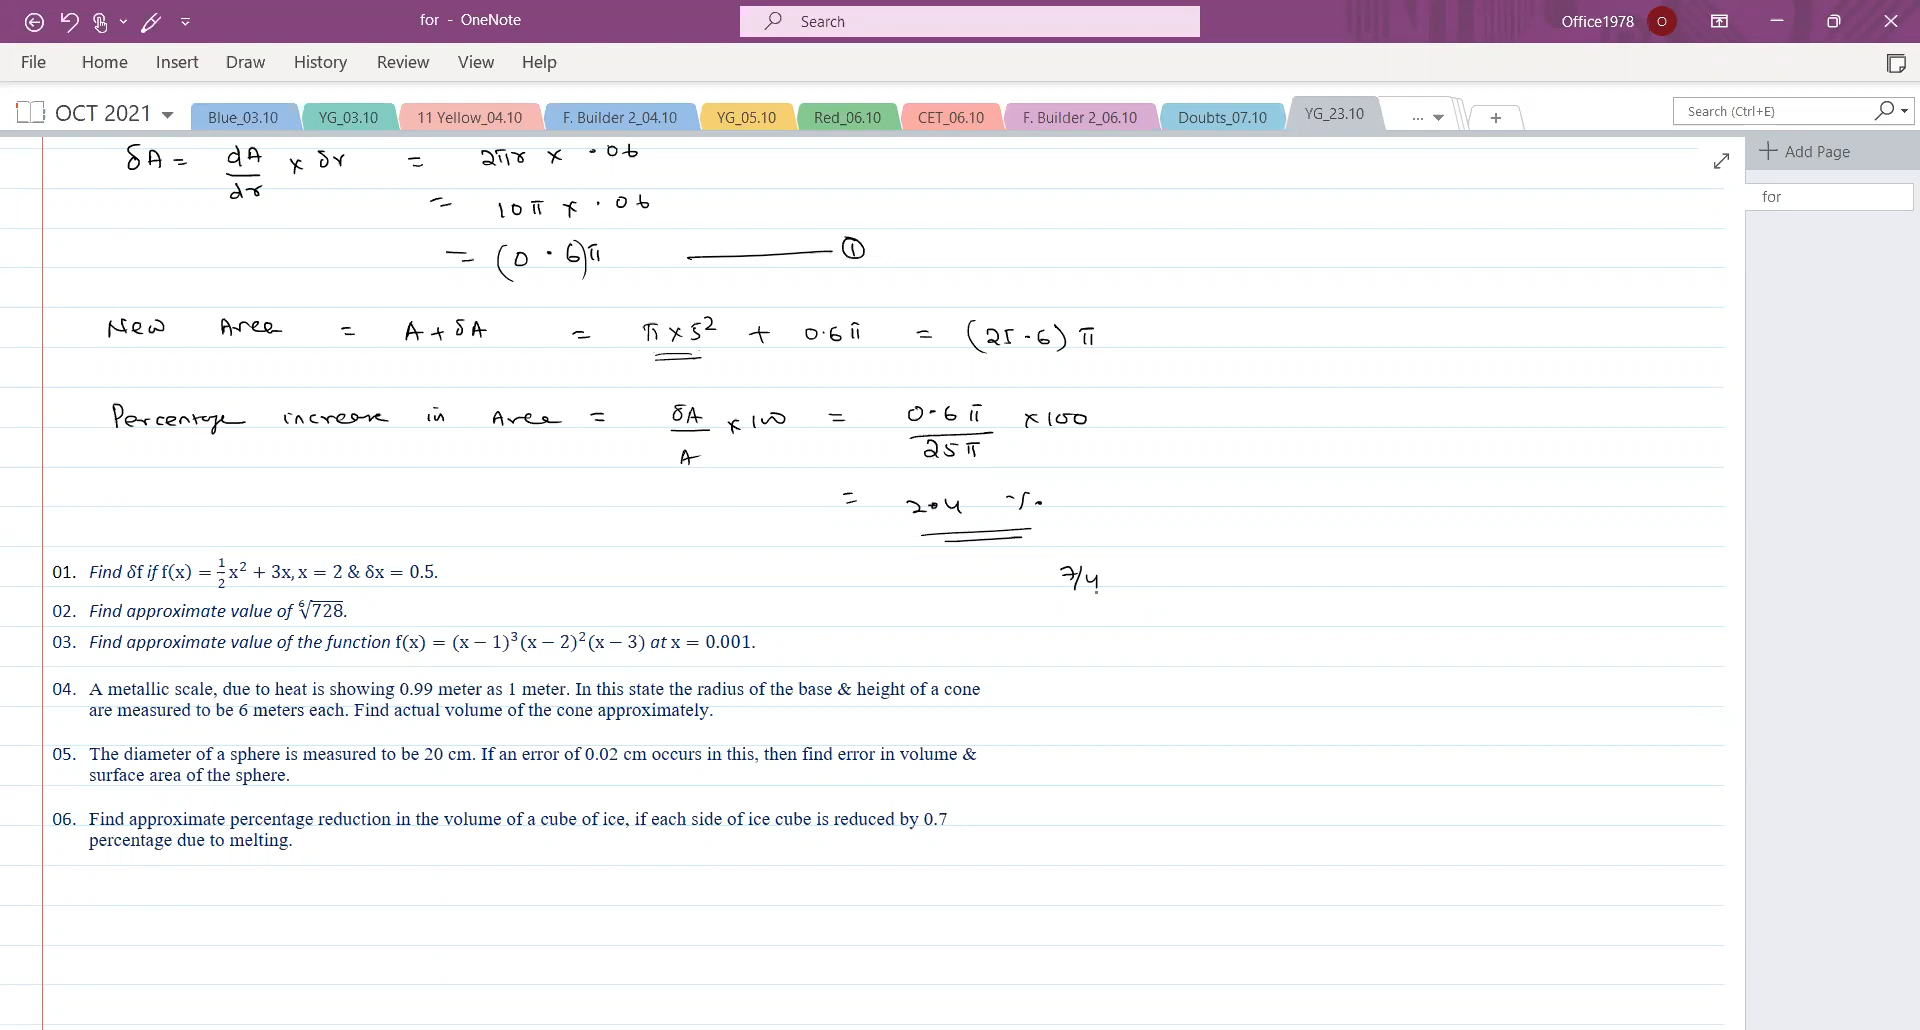 for - OneNote
Search
Office1978
O
File Home Insert Draw History Review View Help
OCT 2021
Blue_03.10 YG_03.10 11 Yellow_04.10 F. Builder 2_04.10 YG_05.10 Red_06.10 CET_06.10 F. Builder 2_06.10 Doubts_07.10 YG_23.10 ... +
Search (Ctrl+E)
+ Add Page
for
δA = dA/dr × δr = 2πr × .06
= 10π × .06
= (0.6)π ——— ①
New Area = A + δA = π×5² + 0.6π = (25.6)π
Percentage increase in Area = δA/A ×100 = 0.6π/25π ×100
= 2.4 %
01. Find δf if f(x) = 1/2 x² + 3x, x = 2 & δx = 0.5.
7/4
02. Find approximate value of ⁶√728.
03. Find approximate value of the function f(x) = (x − 1)³(x − 2)²(x − 3) at x = 0.001.
04. A metallic scale, due to heat is showing 0.99 meter as 1 meter. In this state the radius of the base & height of a cone
are measured to be 6 meters each. Find actual volume of the cone approximately.
05. The diameter of a sphere is measured to be 20 cm. If an error of 0.02 cm occurs in this, then find error in volume &
surface area of the sphere.
06. Find approximate percentage reduction in the volume of a cube of ice, if each side of ice cube is reduced by 0.7
percentage due to melting.